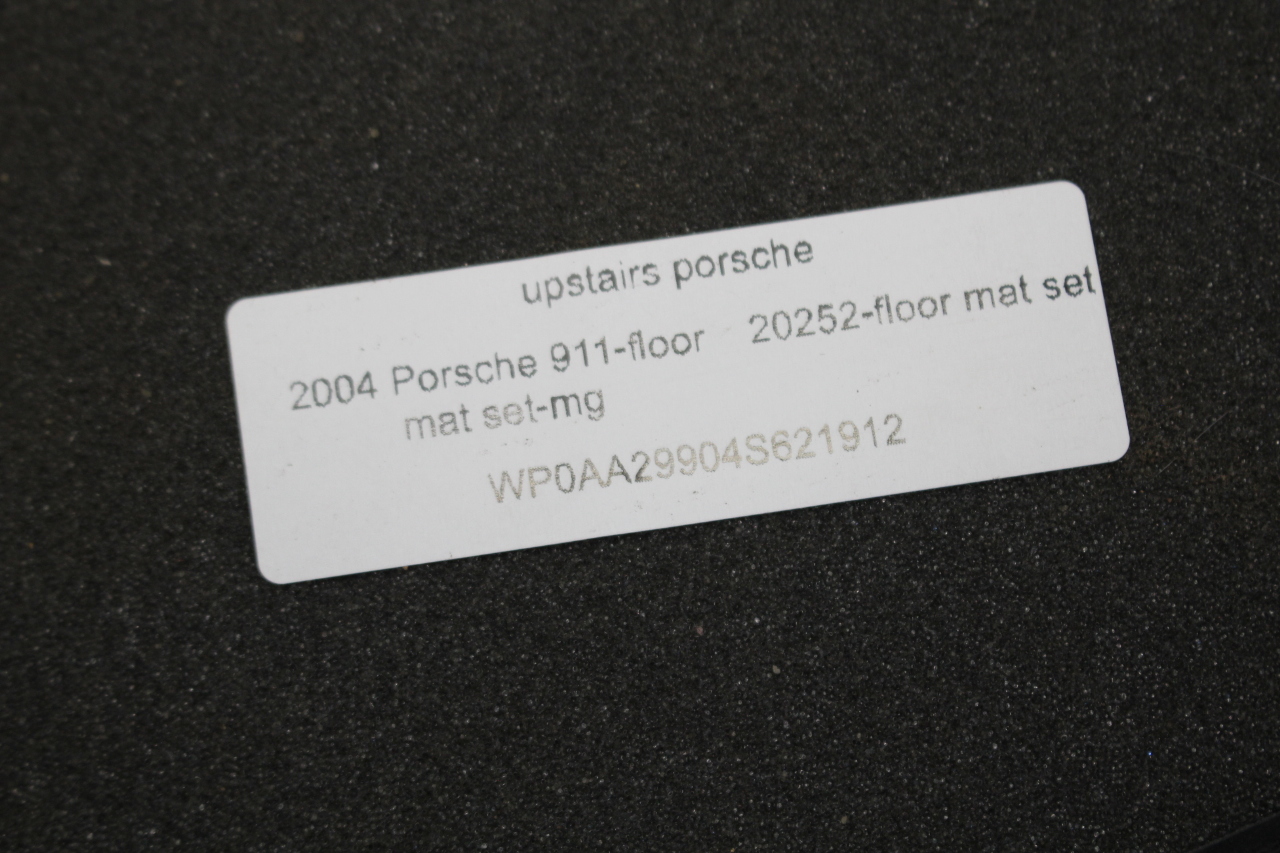 upstairs porsche
2004 Porsche 911-floor 20252-floor mat set
mat set-mg
WP0AA29904S621912